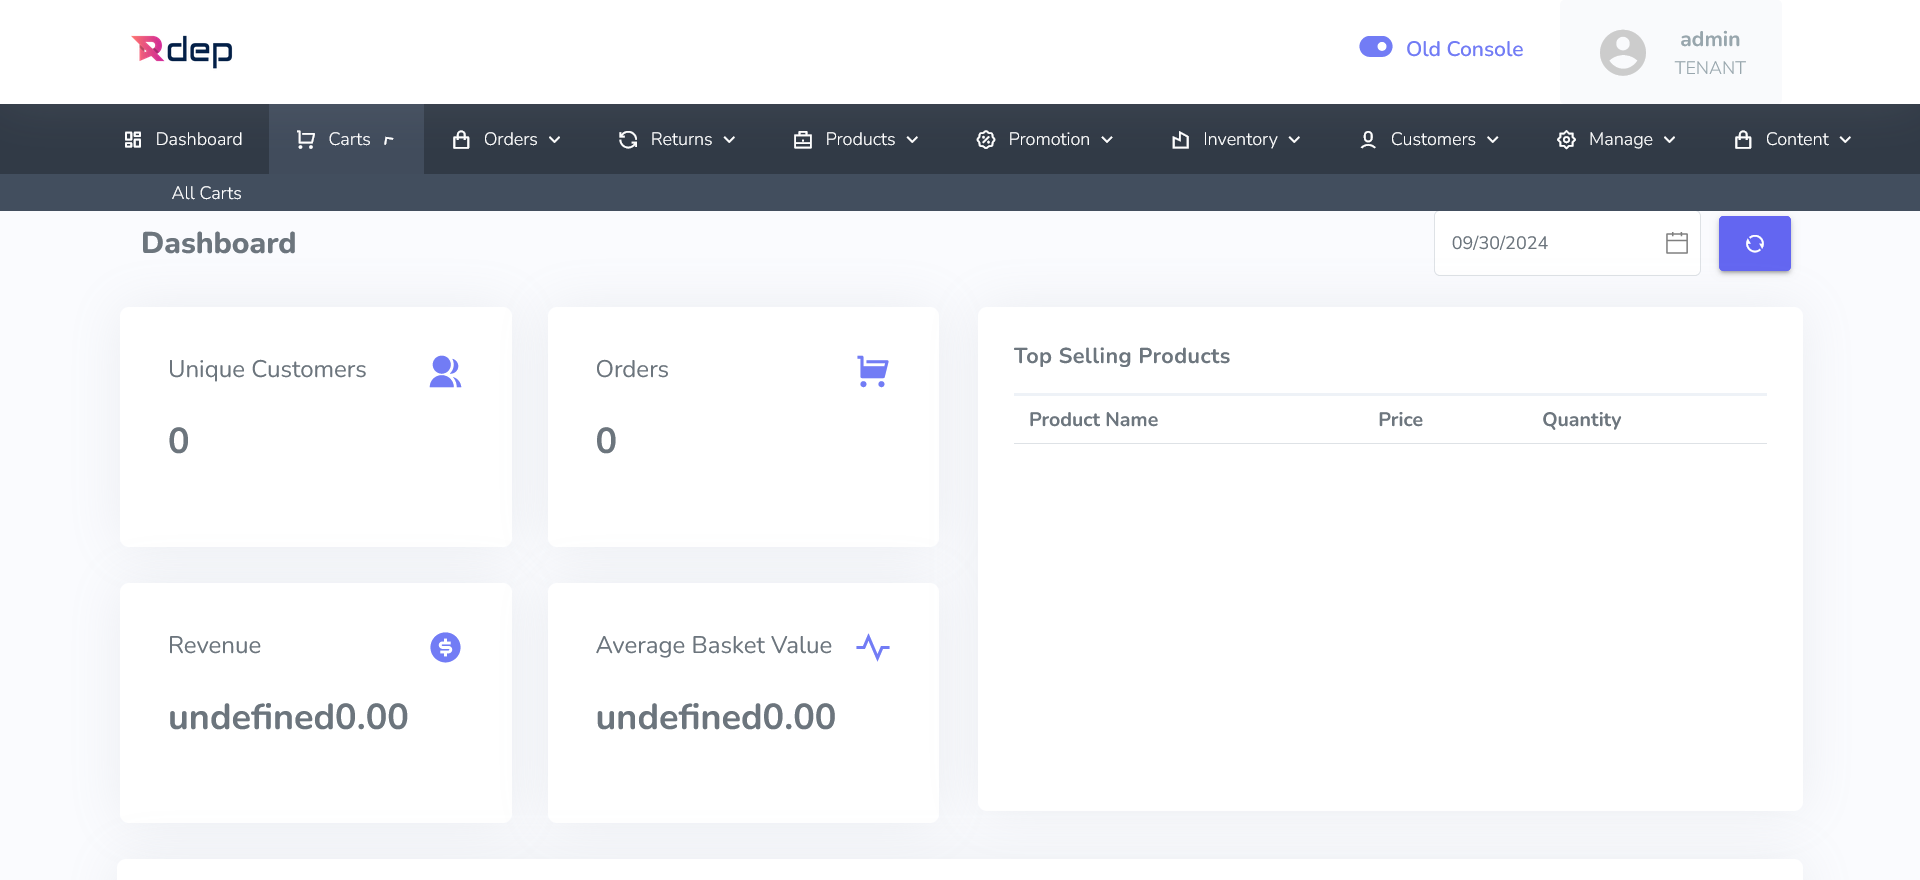 Rdep
Old Console
admin
TENANT
Dashboard Carts Orders Returns Products Promotion Inventory Customers Manage Content
All Carts
Dashboard
09/30/2024
Unique Customers
0
Orders
0
Top Selling Products
Product Name Price Quantity
Revenue
undefined0.00
Average Basket Value
undefined0.00